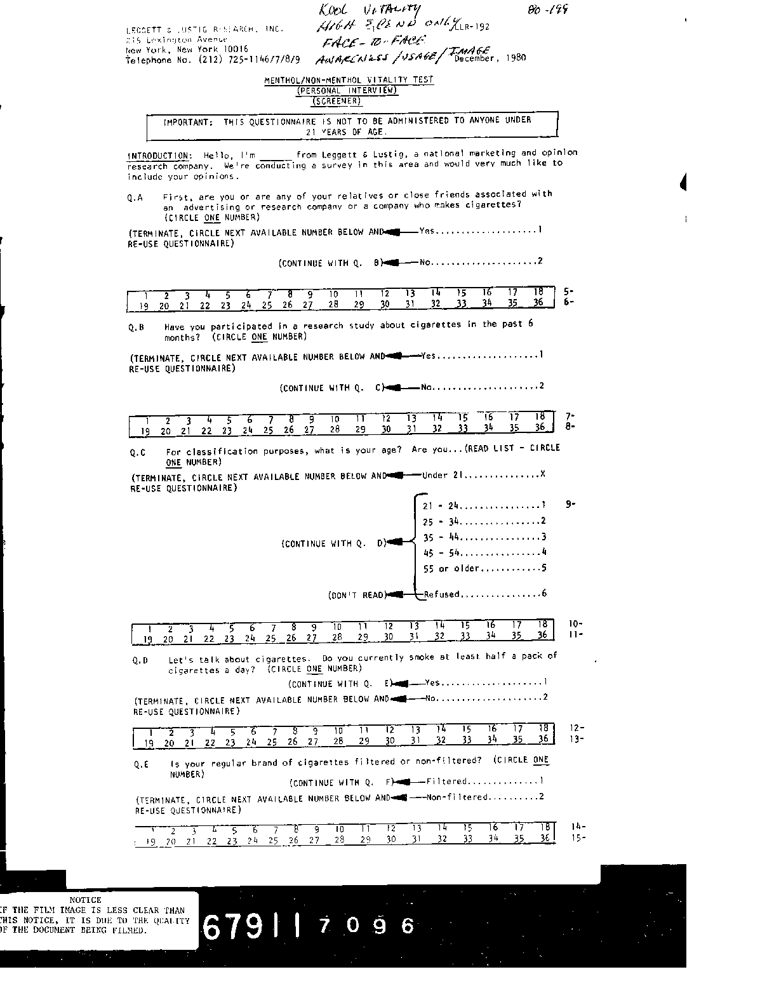 KOOL VITALITY 80-199
HIGH SPEND ONLY LLR-192
LEGGETT & LUSTIG RESEARCH, INC.
215 Lexington Avenue FACE-TO-FACE
New York, New York 10016
Telephone No. (212) 725-1146/7/8/9 AWARENESS/USAGE/IMAGE December, 1980
MENTHOL/NON-MENTHOL VITALITY TEST
(PERSONAL INTERVIEW)
(SCREENER)
IMPORTANT: THIS QUESTIONNAIRE IS NOT TO BE ADMINISTERED TO ANYONE UNDER
21 YEARS OF AGE.
INTRODUCTION: Hello, I'm _____ from Leggett & Lustig, a national marketing and opinion
research company. We're conducting a survey in this area and would very much like to
include your opinions.
Q.A First, are you or are any of your relatives or close friends associated with
an advertising or research company or a company who makes cigarettes?
(CIRCLE ONE NUMBER)
(TERMINATE, CIRCLE NEXT AVAILABLE NUMBER BELOW AND Yes....................1
RE-USE QUESTIONNAIRE)
(CONTINUE WITH Q. B) No.....................2
1 2 3 4 5 6 7 8 9 10 11 12 13 14 15 16 17 18 5-
19 20 21 22 23 24 25 26 27 28 29 30 31 32 33 34 35 36 6-
Q.B Have you participated in a research study about cigarettes in the past 6
months? (CIRCLE ONE NUMBER)
(TERMINATE, CIRCLE NEXT AVAILABLE NUMBER BELOW AND Yes....................1
RE-USE QUESTIONNAIRE)
(CONTINUE WITH Q. C) No.....................2
1 2 3 4 5 6 7 8 9 10 11 12 13 14 15 16 17 18 7-
19 20 21 22 23 24 25 26 27 28 29 30 31 32 33 34 35 36 8-
Q.C For classification purposes, what is your age? Are you...(READ LIST - CIRCLE
ONE NUMBER)
(TERMINATE, CIRCLE NEXT AVAILABLE NUMBER BELOW AND Under 21...............X
RE-USE QUESTIONNAIRE)
21 - 24................1 9-
25 - 34................2
35 - 44................3
(CONTINUE WITH Q. D)
45 - 54................4
55 or older............5
(DON'T READ) Refused................6
1 2 3 4 5 6 7 8 9 10 11 12 13 14 15 16 17 18 10-
19 20 21 22 23 24 25 26 27 28 29 30 31 32 33 34 35 36 11-
Q.D Let's talk about cigarettes. Do you currently smoke at least half a pack of
cigarettes a day? (CIRCLE ONE NUMBER)
(CONTINUE WITH Q. E) Yes....................1
(TERMINATE, CIRCLE NEXT AVAILABLE NUMBER BELOW AND No.....................2
RE-USE QUESTIONNAIRE)
1 2 3 4 5 6 7 8 9 10 11 12 13 14 15 16 17 18 12-
19 20 21 22 23 24 25 26 27 28 29 30 31 32 33 34 35 36 13-
Q.E Is your regular brand of cigarettes filtered or non-filtered? (CIRCLE ONE
NUMBER)
(CONTINUE WITH Q. F) Filtered..............1
(TERMINATE, CIRCLE NEXT AVAILABLE NUMBER BELOW AND Non-filtered..........2
RE-USE QUESTIONNAIRE)
1 2 3 4 5 6 7 8 9 10 11 12 13 14 15 16 17 18 14-
19 20 21 22 23 24 25 26 27 28 29 30 31 32 33 34 35 36 15-
NOTICE
IF THE FILM IMAGE IS LESS CLEAR THAN
THIS NOTICE, IT IS DUE TO THE QUALITY
OF THE DOCUMENT BEING FILMED.
67911 7096